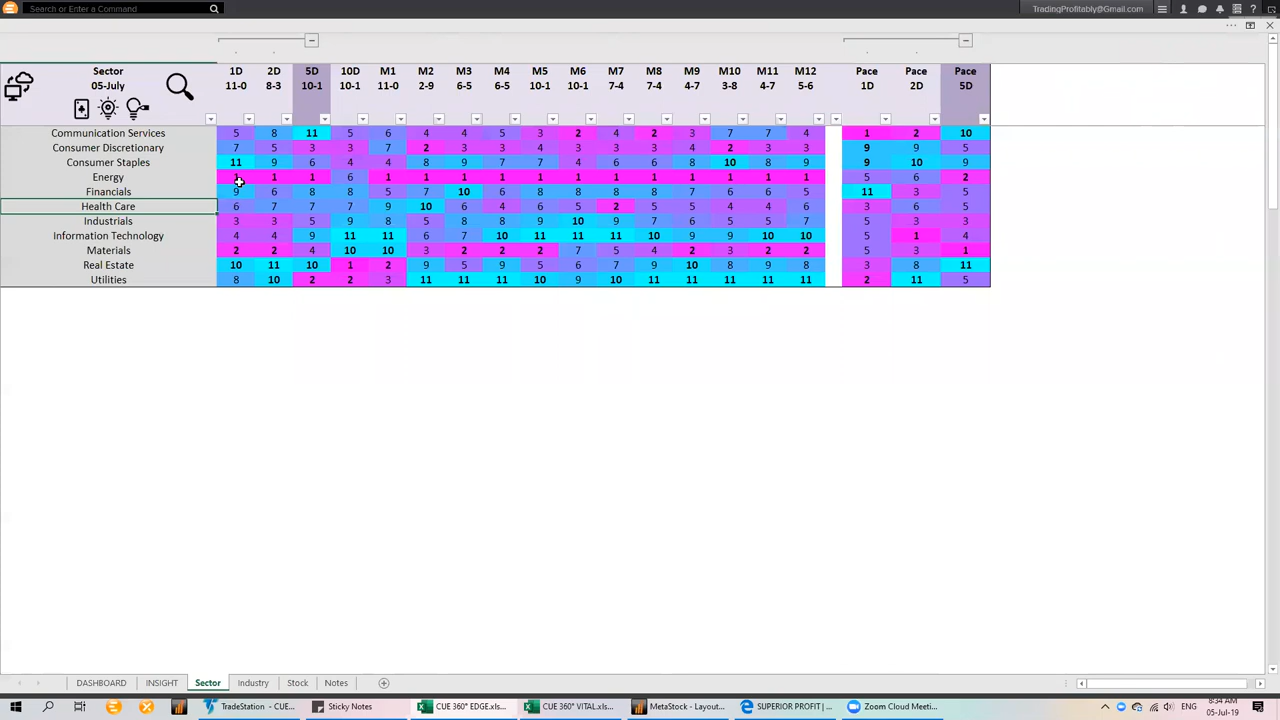 Search or Run Command
TradingProfitably@Gmail.com
Sector 1D 2D 5D 10D M1 M2 M3 M4 M5 M6 M7 M8 M9 M10 M11 M12 Pace Pace Pace
05-July 11-0 8-3 10-1 10-1 11-0 2-9 6-5 6-5 10-1 10-1 7-4 7-4 4-7 3-8 4-7 5-6 1D 2D 5D
Communication Services 5 8 11 5 6 4 4 5 3 2 4 2 3 7 7 4 1 2 10
Consumer Discretionary 7 5 3 3 7 2 3 3 4 3 3 3 4 2 3 3 9 9 5
Consumer Staples 11 9 6 4 4 8 9 7 7 4 6 6 8 10 8 9 9 10 9
Energy 1 1 1 6 1 1 1 1 1 1 1 1 1 1 1 1 5 6 2
Financials 9 6 8 8 5 7 10 6 8 8 8 8 7 6 6 5 11 3 5
Health Care 6 7 7 7 9 10 6 4 6 5 2 5 5 4 4 6 3 6 5
Industrials 3 3 5 9 8 5 8 8 9 10 9 7 6 5 5 7 5 3 3
Information Technology 4 4 9 11 11 6 7 10 11 11 11 10 9 9 10 10 5 1 4
Materials 2 2 4 10 10 3 2 2 2 7 5 4 2 3 2 2 5 3 1
Real Estate 10 11 10 1 2 9 5 9 5 6 7 9 10 8 9 8 3 8 11
Utilities 8 10 2 2 3 11 11 11 10 9 10 11 11 11 11 11 2 11 5
DASHBOARD INSIGHT Sector Industry Stock Notes
TradeStation - CUE... Sticky Notes CUE 360° EDGE.xls... CUE 360° VITAL.xls... MetaStock - Layout... SUPERIOR PROFIT | ... Zoom Cloud Meeti...
ENG
8:34 AM
05-Jul-19